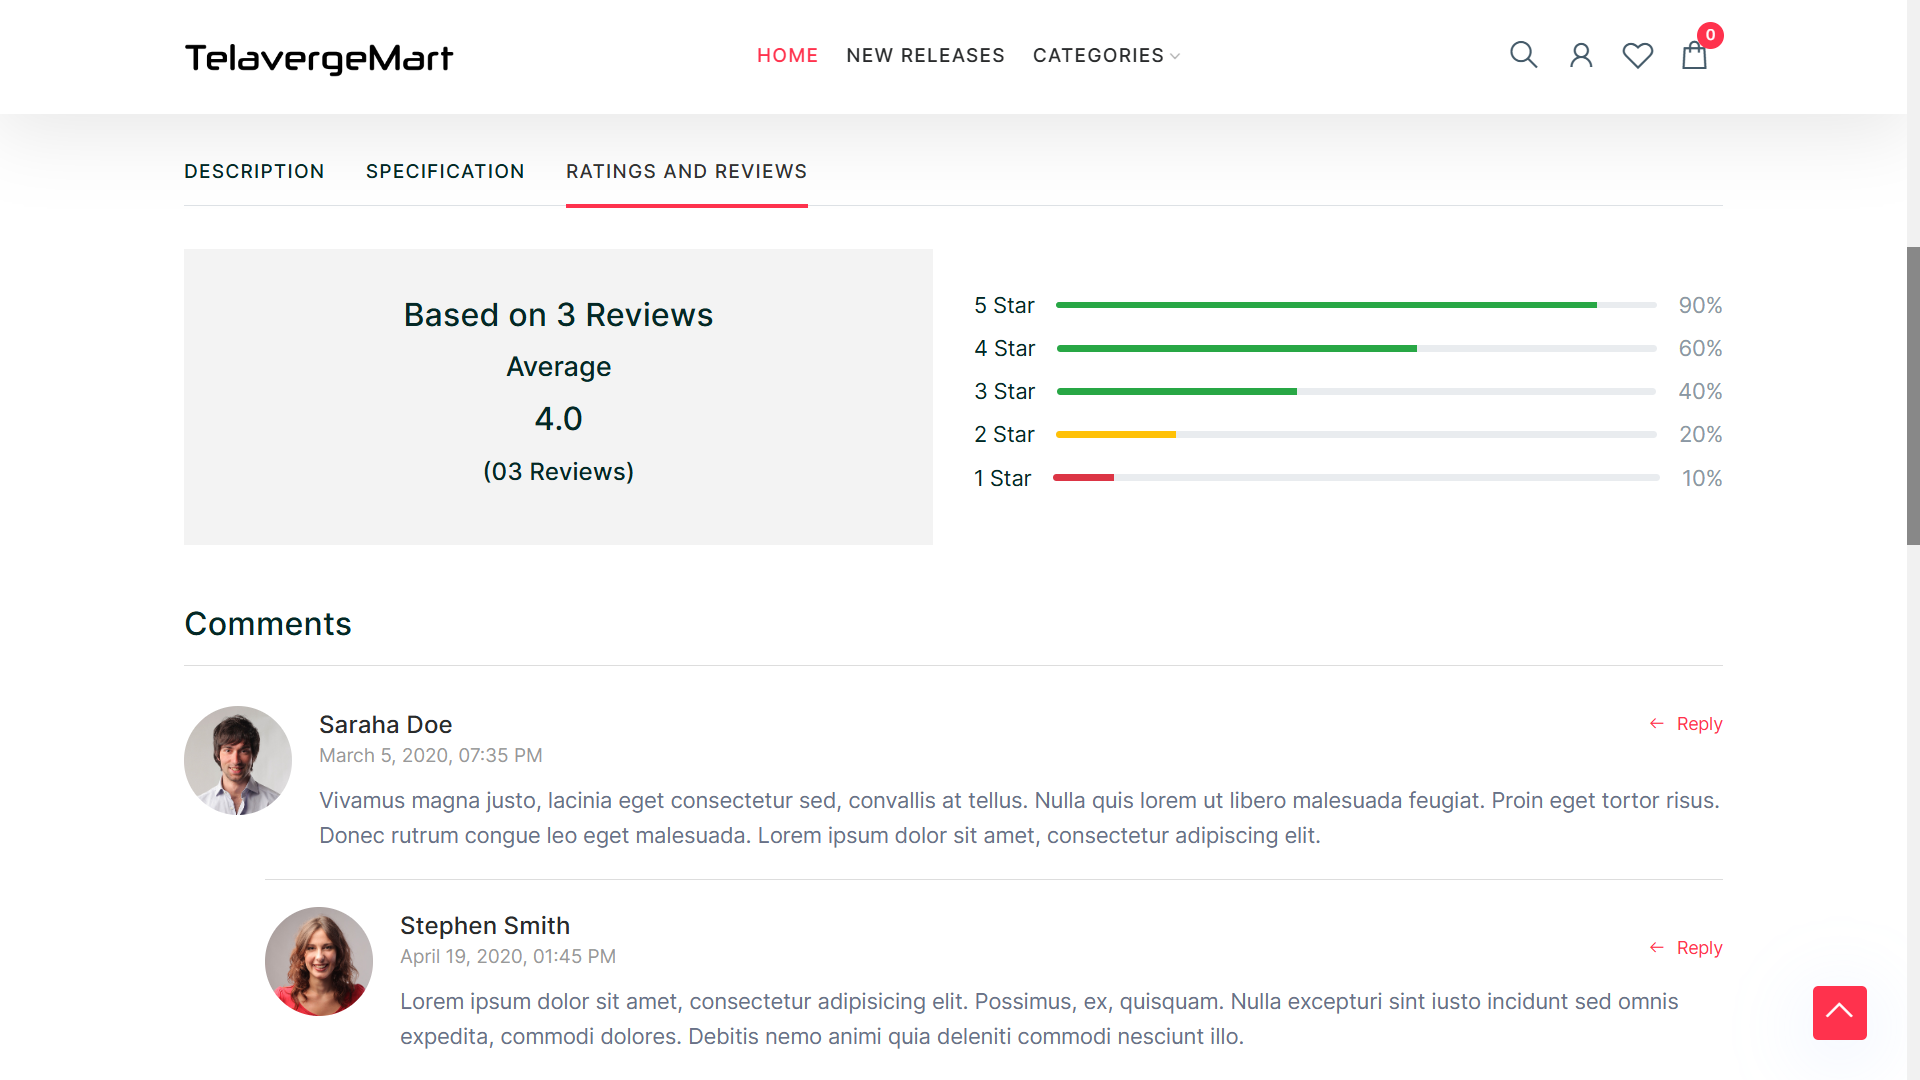 TelavergeMart
HOME NEW RELEASES CATEGORIES
0
DESCRIPTION SPECIFICATION RATINGS AND REVIEWS
Based on 3 Reviews
Average
4.0
(03 Reviews)
5 Star 90%
4 Star 60%
3 Star 40%
2 Star 20%
1 Star 10%
Comments
Saraha Doe
Reply
March 5, 2020, 07:35 PM
Vivamus magna justo, lacinia eget consectetur sed, convallis at tellus. Nulla quis lorem ut libero malesuada feugiat. Proin eget tortor risus.
Donec rutrum congue leo eget malesuada. Lorem ipsum dolor sit amet, consectetur adipiscing elit.
Stephen Smith
April 19, 2020, 01:45 PM
Reply
Lorem ipsum dolor sit amet, consectetur adipisicing elit. Possimus, ex, quisquam. Nulla excepturi sint iusto incidunt sed omnis
expedita, commodi dolores. Debitis nemo animi quia deleniti commodi nesciunt illo.